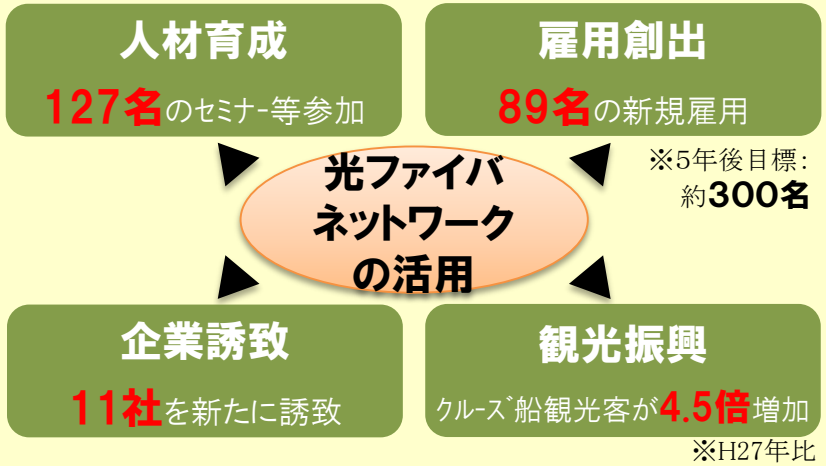 人材育成
127名のセミナー等参加
雇用創出
89名の新規雇用
※5年後目標：
約300名
光ファイバ
ネットワーク
の活用
企業誘致
11社を新たに誘致
観光振興
クルーズ船観光客が4.5倍増加
※H27年比